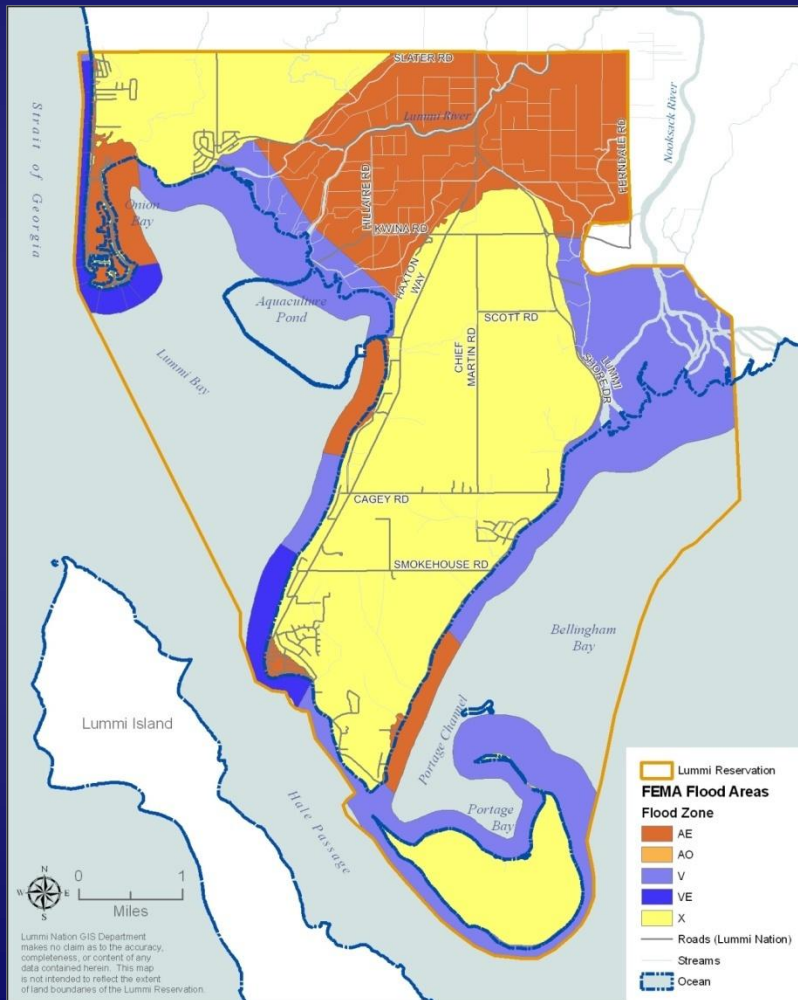 SLATER RD
Lummi River
Nooksack River
Strait of Georgia
FERNDALE RD
HILLAIRE RD
Onion
Bay
KWINA RD
HAXTON
WAY
Aquaculture
Pond
SCOTT RD
CHIEF
MARTIN RD
LUMMI
SHORE DR
Lummi Bay
CAGEY RD
SMOKEHOUSE RD
Bellingham
Bay
Lummi Island
Portage Channel
Portage
Bay
Hale Passage
N
W
E
S
0 1
Miles
Lummi Nation GIS Department
makes no claim as to the accuracy,
completeness, or content of any
data contained herein. This map
is not intended to reflect the extent
of land boundaries of the Lummi Reservation.
Lummi Reservation
FEMA Flood Areas
Flood Zone
AE
AO
V
VE
X
Roads (Lummi Nation)
Streams
Ocean